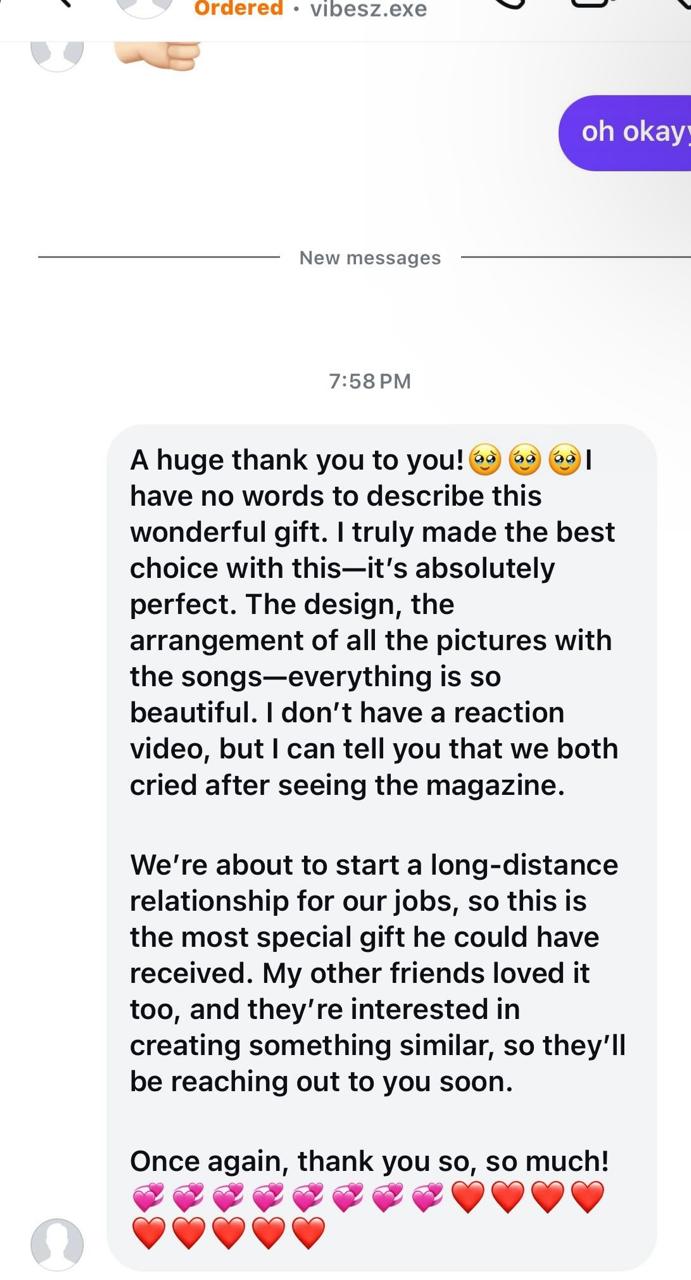 Ordered • vibesz.exe
oh okayy
New messages
7:58 PM
A huge thank you to you!🥹🥹🥹I
have no words to describe this
wonderful gift. I truly made the best
choice with this—it’s absolutely
perfect. The design, the
arrangement of all the pictures with
the songs—everything is so
beautiful. I don’t have a reaction
video, but I can tell you that we both
cried after seeing the magazine.
We’re about to start a long-distance
relationship for our jobs, so this is
the most special gift he could have
received. My other friends loved it
too, and they’re interested in
creating something similar, so they’ll
be reaching out to you soon.
Once again, thank you so, so much!
💞💞💞💞💞💞💞💞❤️❤️❤️❤️
❤️❤️❤️❤️❤️